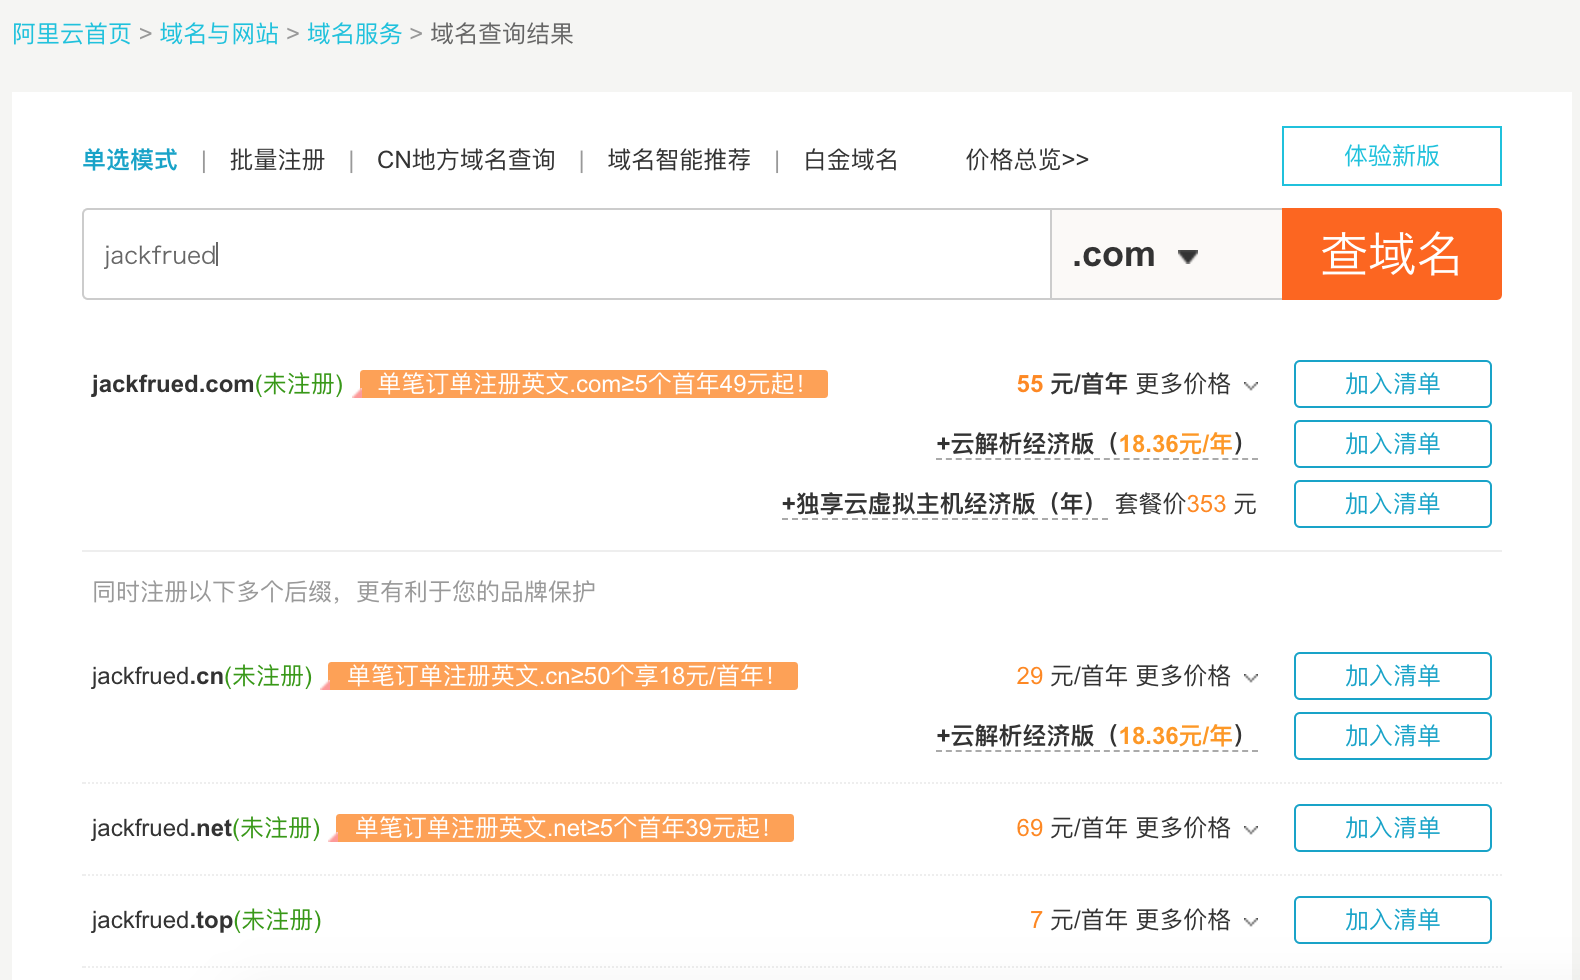 阿里云首页 > 域名与网站 > 域名服务 > 域名查询结果
单选模式 | 批量注册 | CN地方域名查询 | 域名智能推荐 | 白金域名 价格总览>> 体验新版
jackfrued .com 查域名
jackfrued.com(未注册) 单笔订单注册英文.com≥5个首年49元起！ 55 元/首年 更多价格 加入清单
+云解析经济版（18.36元/年） 加入清单
+独享云虚拟主机经济版（年） 套餐价353 元 加入清单
同时注册以下多个后缀，更有利于您的品牌保护
jackfrued.cn(未注册) 单笔订单注册英文.cn≥50个享18元/首年！ 29 元/首年 更多价格 加入清单
+云解析经济版（18.36元/年） 加入清单
jackfrued.net(未注册) 单笔订单注册英文.net≥5个首年39元起！ 69 元/首年 更多价格 加入清单
jackfrued.top(未注册) 7 元/首年 更多价格 加入清单